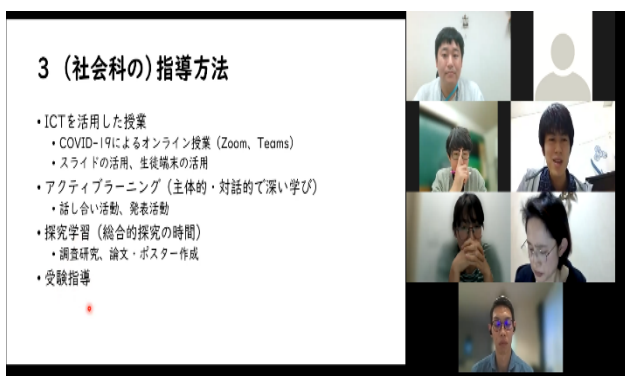 3 (社会科の)指導方法
• ICTを活用した授業
• COVID-19によるオンライン授業(Zoom、Teams)
• スライドの活用、生徒端末の活用
• アクティブラーニング(主体的・対話的で深い学び)
• 話し合い活動、発表活動
• 探究学習(総合的探究の時間)
• 調査研究、論文・ポスター作成
• 受験指導